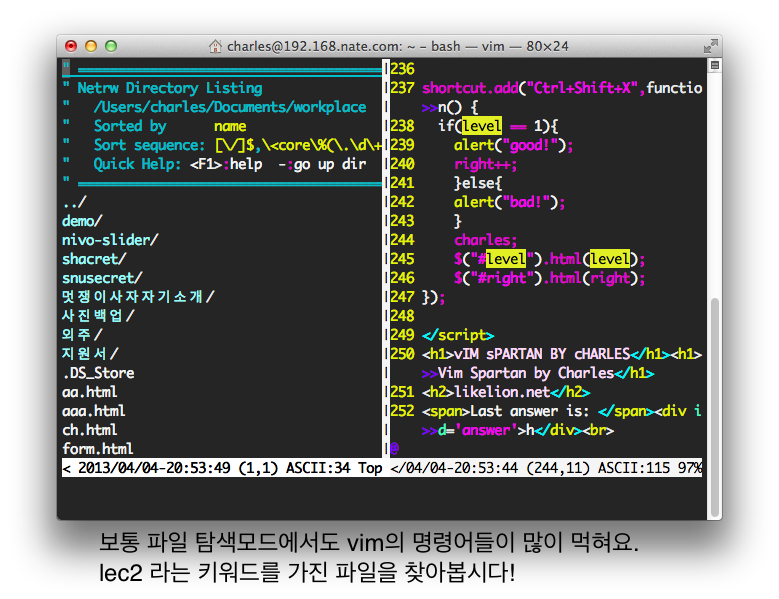 charles@192.168.nate.com: ~ - bash — vim — 80×24
" ============================================
" Netrw Directory Listing
"   /Users/charles/Documents/workplace
"   Sorted by      name
"   Sort sequence: [\/]$,\<core\%(\.\d\+
"   Quick Help: <F1>:help  -:go up dir
" ============================================
../
demo/
nivo-slider/
shacret/
snusecret/
멋쟁이사자자기소개/
사진백업/
외주/
지원서/
.DS_Store
aa.html
aaa.html
ch.html
form.html
< 2013/04/04-20:53:49 (1,1) ASCII:34 Top
236
237 shortcut.add("Ctrl+Shift+X",functio
>>n() {
238   if(level == 1){
239     alert("good!");
240     right++;
241     }else{
242     alert("bad!");
243     }
244     charles;
245     $("#level").html(level);
246     $("#right").html(right);
247 });
248
249 </script>
250 <h1>vIM sPARTAN BY cHARLES</h1><h1>
>>Vim Spartan by Charles</h1>
251 <h2>likelion.net</h2>
252 <span>Last answer is: </span><div i
>>d='answer'>h</div><br>
@
</04/04-20:53:44 (244,11) ASCII:115 97%
보통 파일 탐색모드에서도 vim의 명령어들이 많이 먹혀요.
lec2 라는 키워드를 가진 파일을 찾아봅시다!